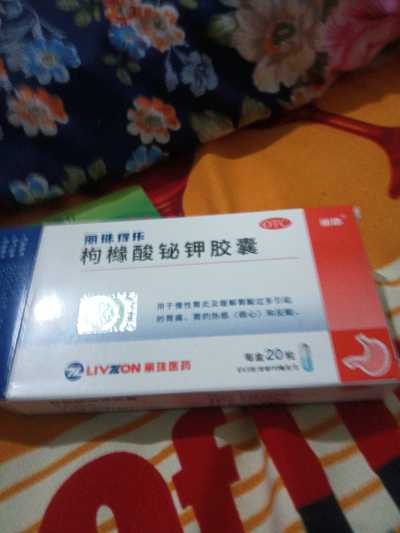 丽珠得乐
OTC
枸橼酸铋钾胶囊
用于慢性胃炎及缓解胃酸过多引起
的胃痛、胃灼热感（烧心）和反酸。
LIVZON 丽珠医药
每盒20粒